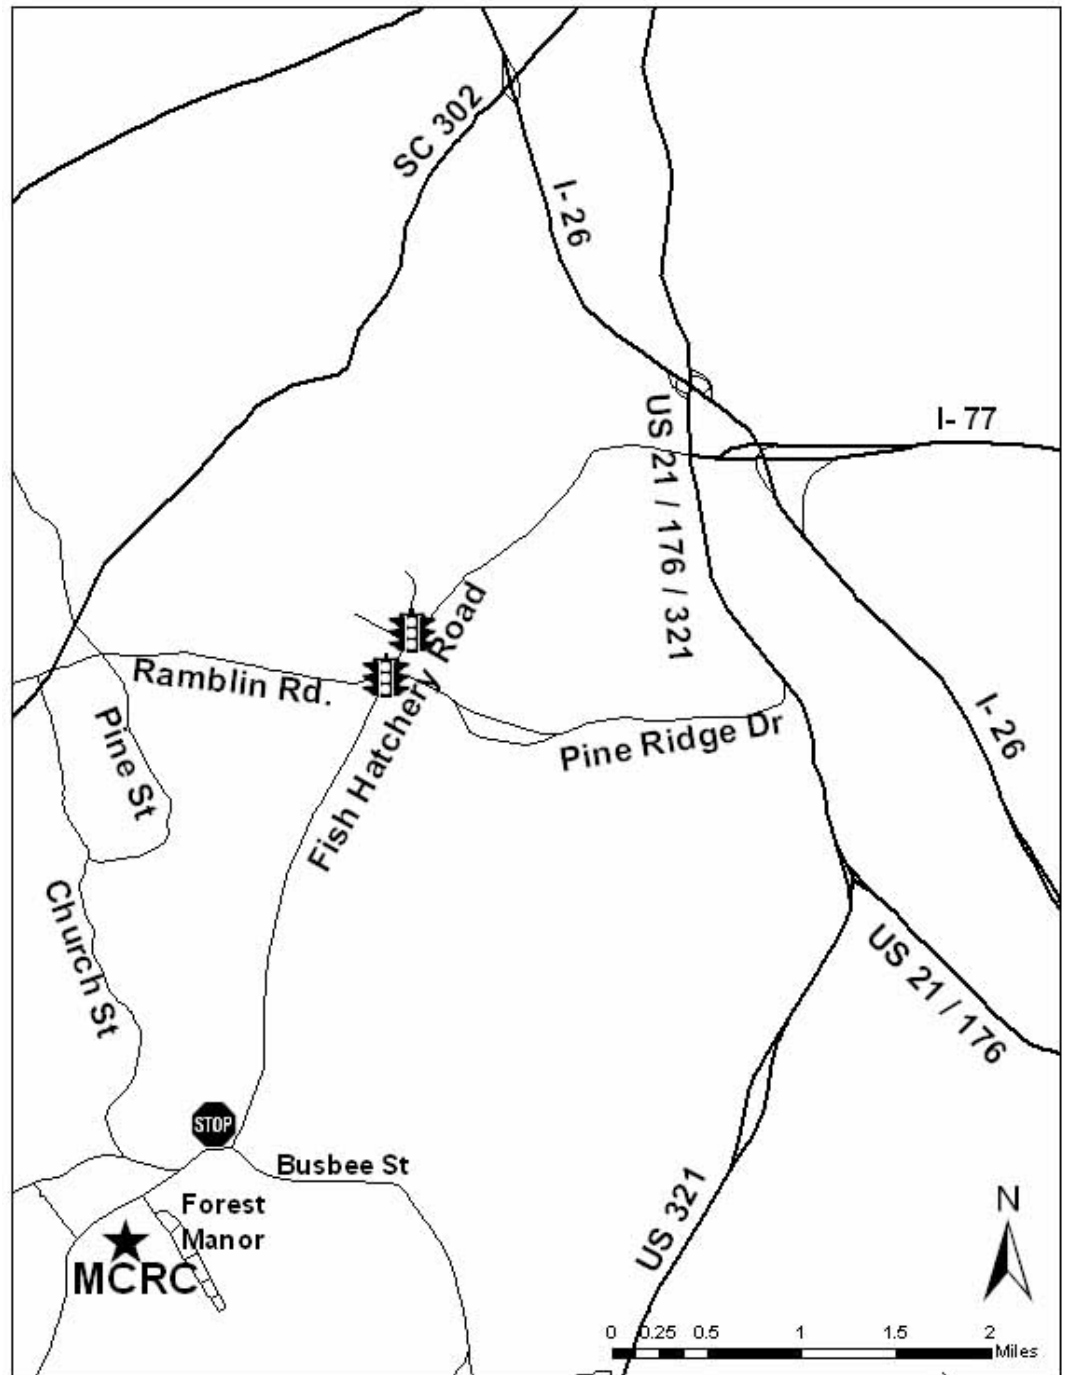 SC 302
I- 26
I- 77
US 21 / 176 / 321
Fish Hatchery Road
Ramblin Rd.
Pine St
Pine Ridge Dr
I- 26
Church St
US 21 / 176
STOP
Busbee St
Forest
Manor
MCRC
US 321
N
0 0.25 0.5 1 1.5 2
Miles